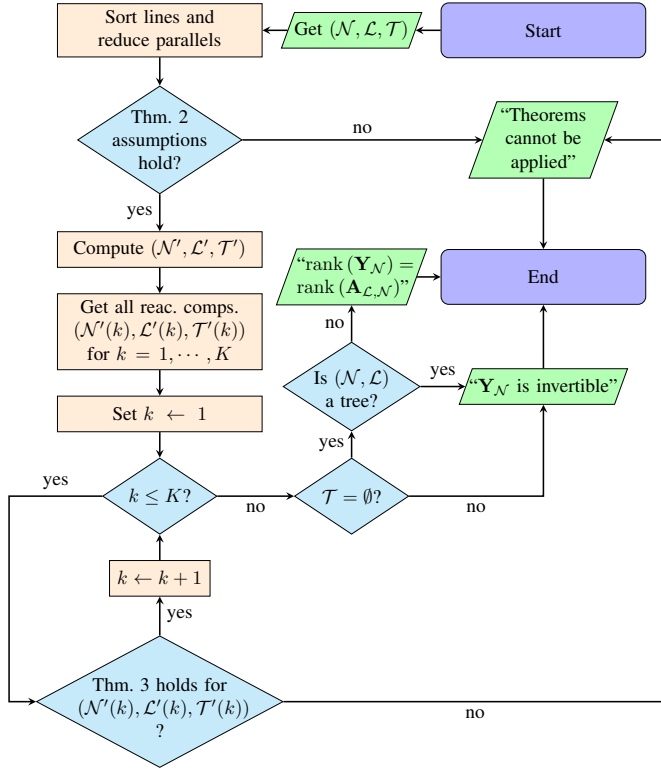 Sort lines and
reduce parallels
Get (𝒩, ℒ, 𝒯)
Start
Thm. 2
assumptions
hold?
no
“Theorems
cannot be
applied”
yes
Compute (𝒩′, ℒ′, 𝒯′)
Get all reac. comps.
(𝒩′(k), ℒ′(k), 𝒯′(k))
for k = 1, ⋯ , K
“rank (Y_𝒩) =
rank (A_ℒ,𝒩)”
End
no
Set k ← 1
Is (𝒩, ℒ)
a tree?
yes
“Y_𝒩 is invertible”
yes
yes
k ≤ K?
no
𝒯 = ∅?
no
k ← k + 1
yes
Thm. 3 holds for
(𝒩′(k), ℒ′(k), 𝒯′(k))
?
no